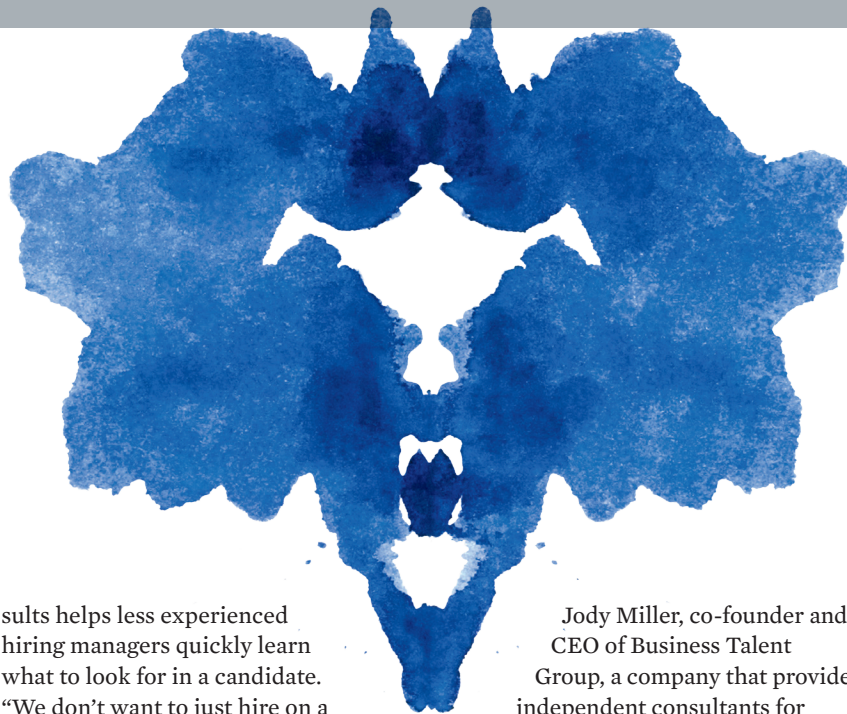 sults helps less experienced
hiring managers quickly learn
what to look for in a candidate.
“We don’t want to just hire on a
Jody Miller, co-founder and
CEO of Business Talent
Group, a company that provide
independent consultants for